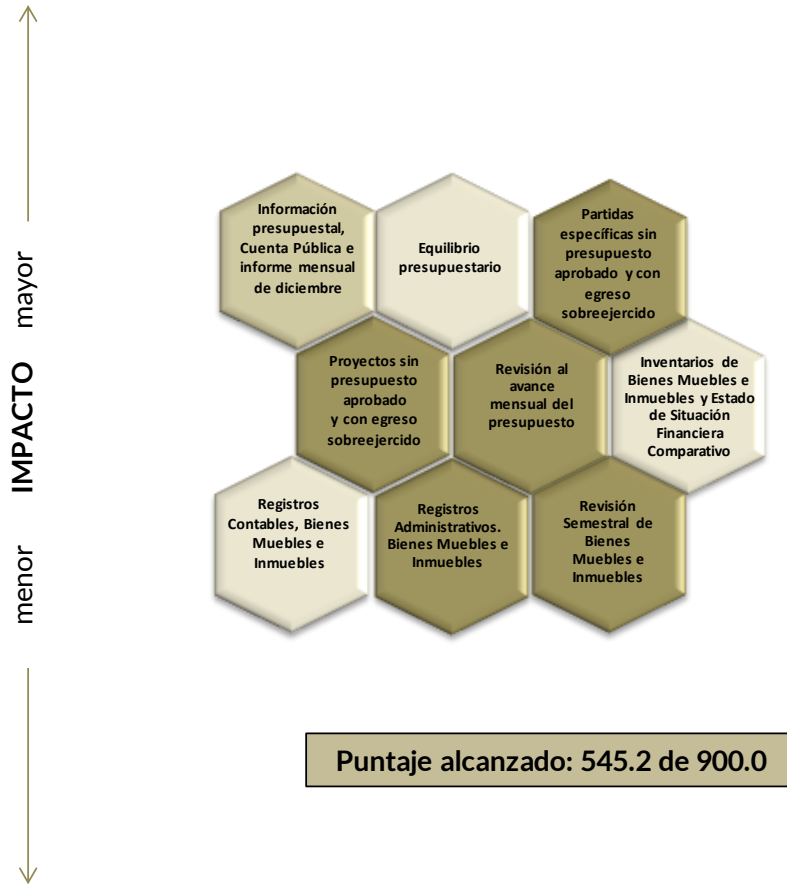 mayor
IMPACTO
menor
Información
presupuestal,
Cuenta Pública e
informe mensual
de diciembre
Equilibrio
presupuestario
Partidas
específicas sin
presupuesto
aprobado y con
egreso
sobreejercido
Proyectos sin
presupuesto
aprobado
y con egreso
sobreejercido
Revisión al
avance
mensual del
presupuesto
Inventarios de
Bienes Muebles e
Inmuebles y Estado
de Situación
Financiera
Comparativo
Registros
Contables, Bienes
Muebles e
Inmuebles
Registros
Administrativos.
Bienes Muebles e
Inmuebles
Revisión
Semestral de
Bienes
Muebles e
Inmuebles
Puntaje alcanzado: 545.2 de 900.0